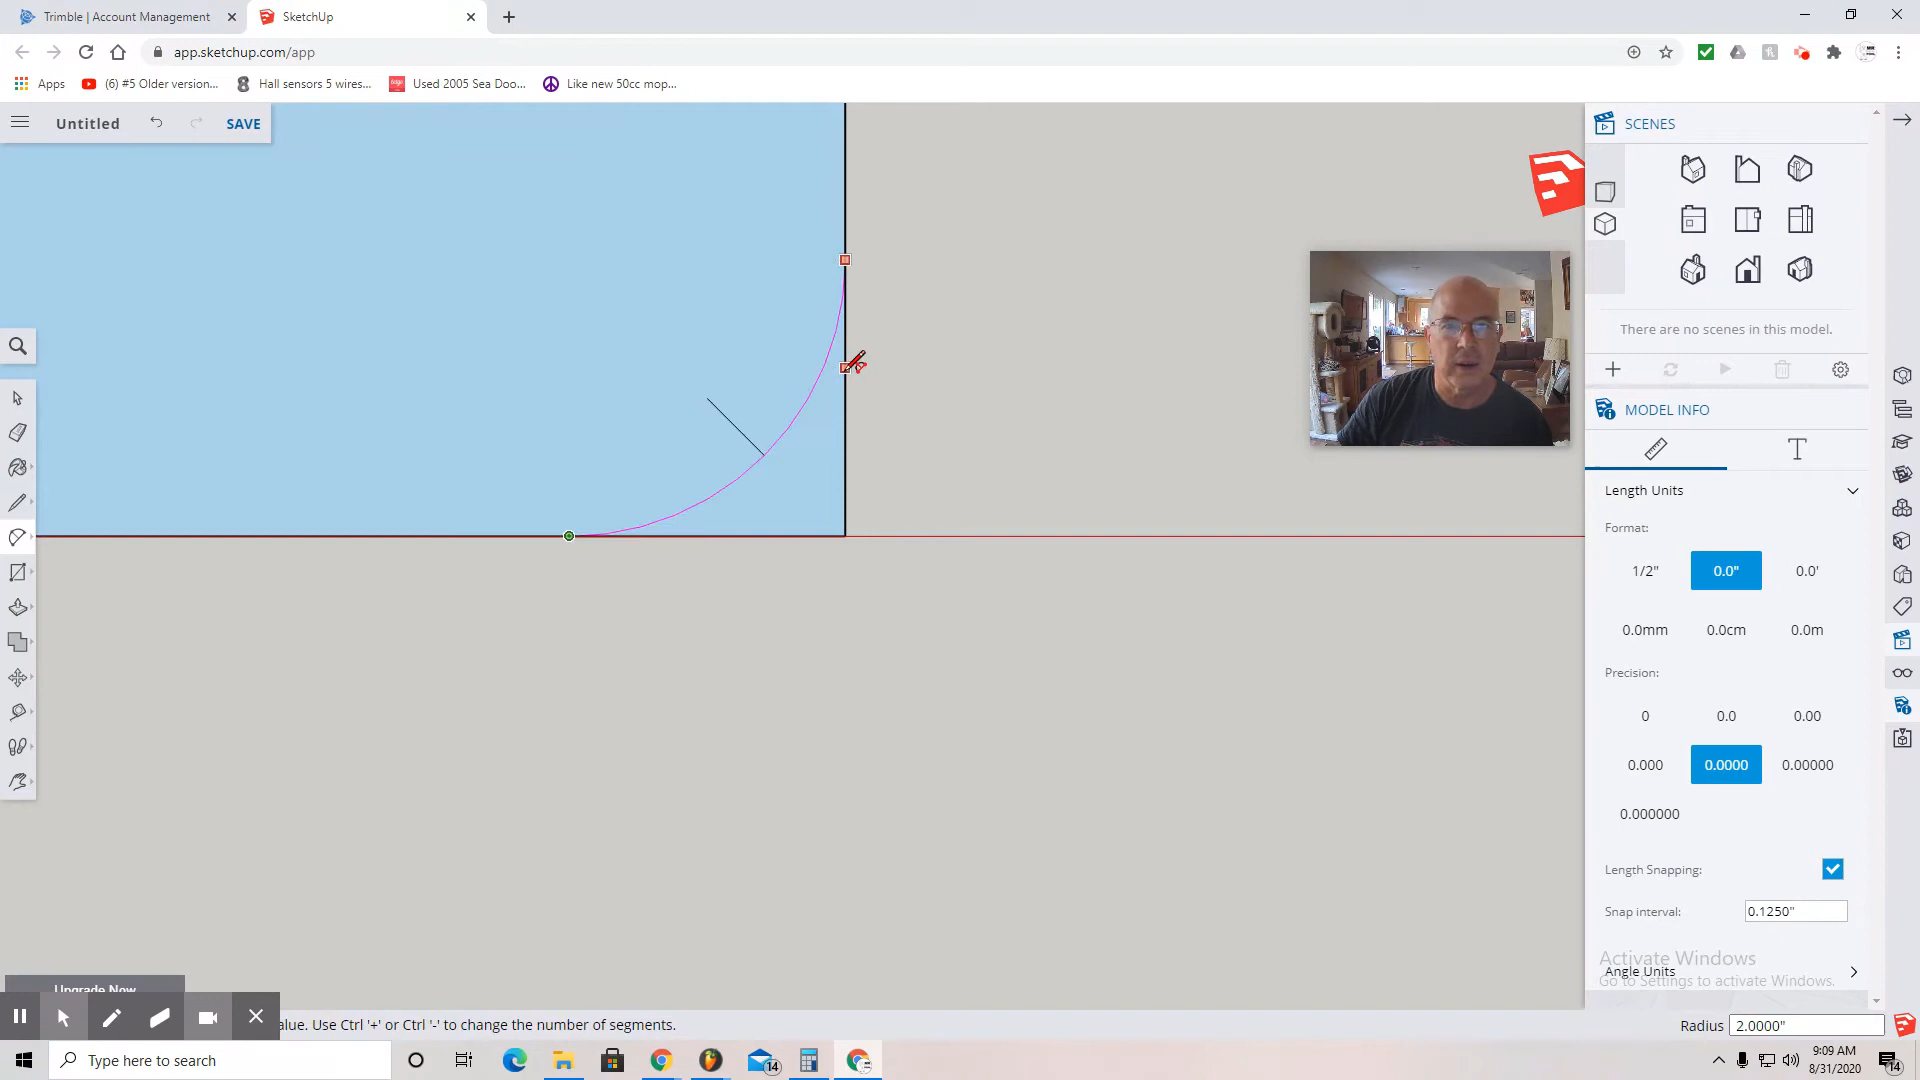 Trimble | Account Management
SketchUp
app.sketchup.com/app
Apps
(6) #5 Older version...
Hall sensors 5 wires...
Used 2005 Sea Doo...
Like new 50cc mop...
Untitled
SAVE
SCENES
There are no scenes in this model.
MODEL INFO
Length Units
Format:
1/2" 0.0" 0.0'
0.0mm 0.0cm 0.0m
Precision:
0 0.0 0.00
0.000 0.0000 0.00000
0.000000
Length Snapping:
Snap interval: 0.1250"
Activate Windows
Angle Units
Go to Settings to activate Windows.
Upgrade Now
alue. Use Ctrl '+' or Ctrl '-' to change the number of segments.
Radius 2.0000"
Type here to search
14
9:09 AM
8/31/2020
14